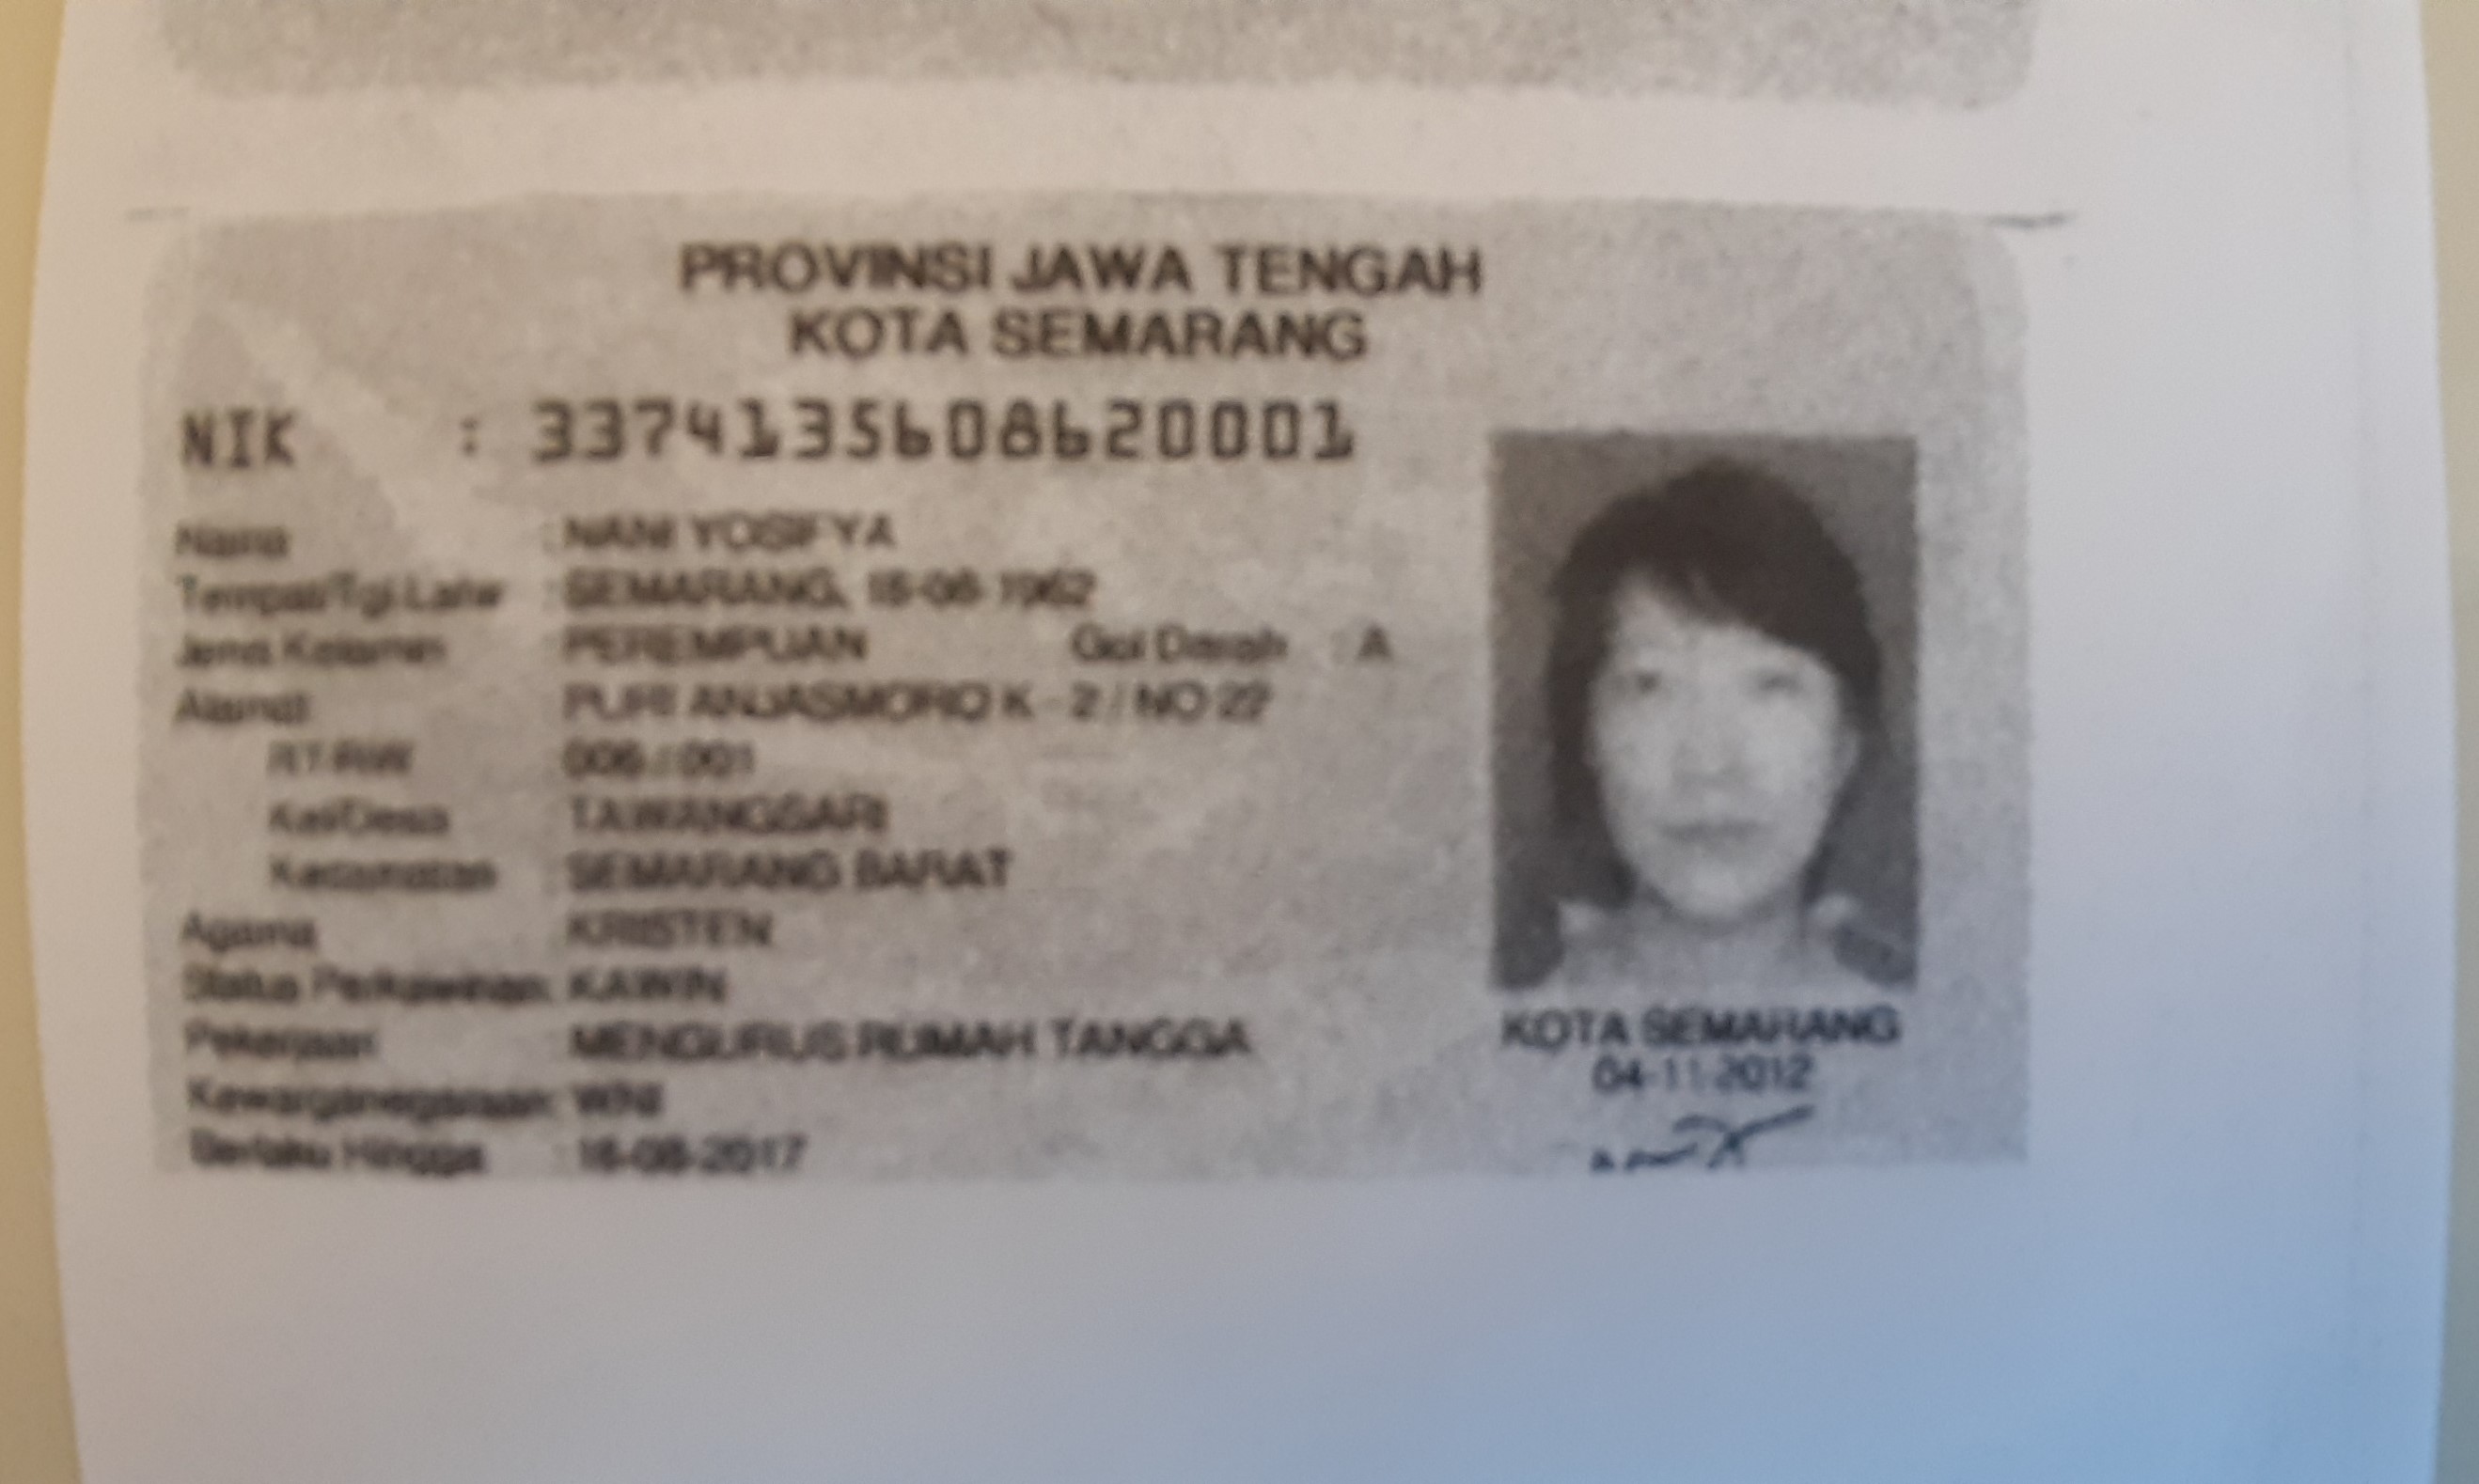 PROVINSI JAWA TENGAH
KOTA SEMARANG
NIK : 3374135608620001
Nama : NANI YOSIFYA
Tempat/Tgl Lahir : SEMARANG, 16-08-1962
Jenis Kelamin : PEREMPUAN Gol Darah : A
Alamat : PURI ANJASMORO K - 2 / NO 22
RT/RW : 006 / 001
Kel/Desa : TAWANGSARI
Kecamatan : SEMARANG BARAT
Agama : KRISTEN
Status Perkawinan : KAWIN
Pekerjaan : MENGURUS RUMAH TANGGA
Kewarganegaraan : WNI
Berlaku Hingga : 16-08-2017
KOTA SEMARANG
04-11-2012